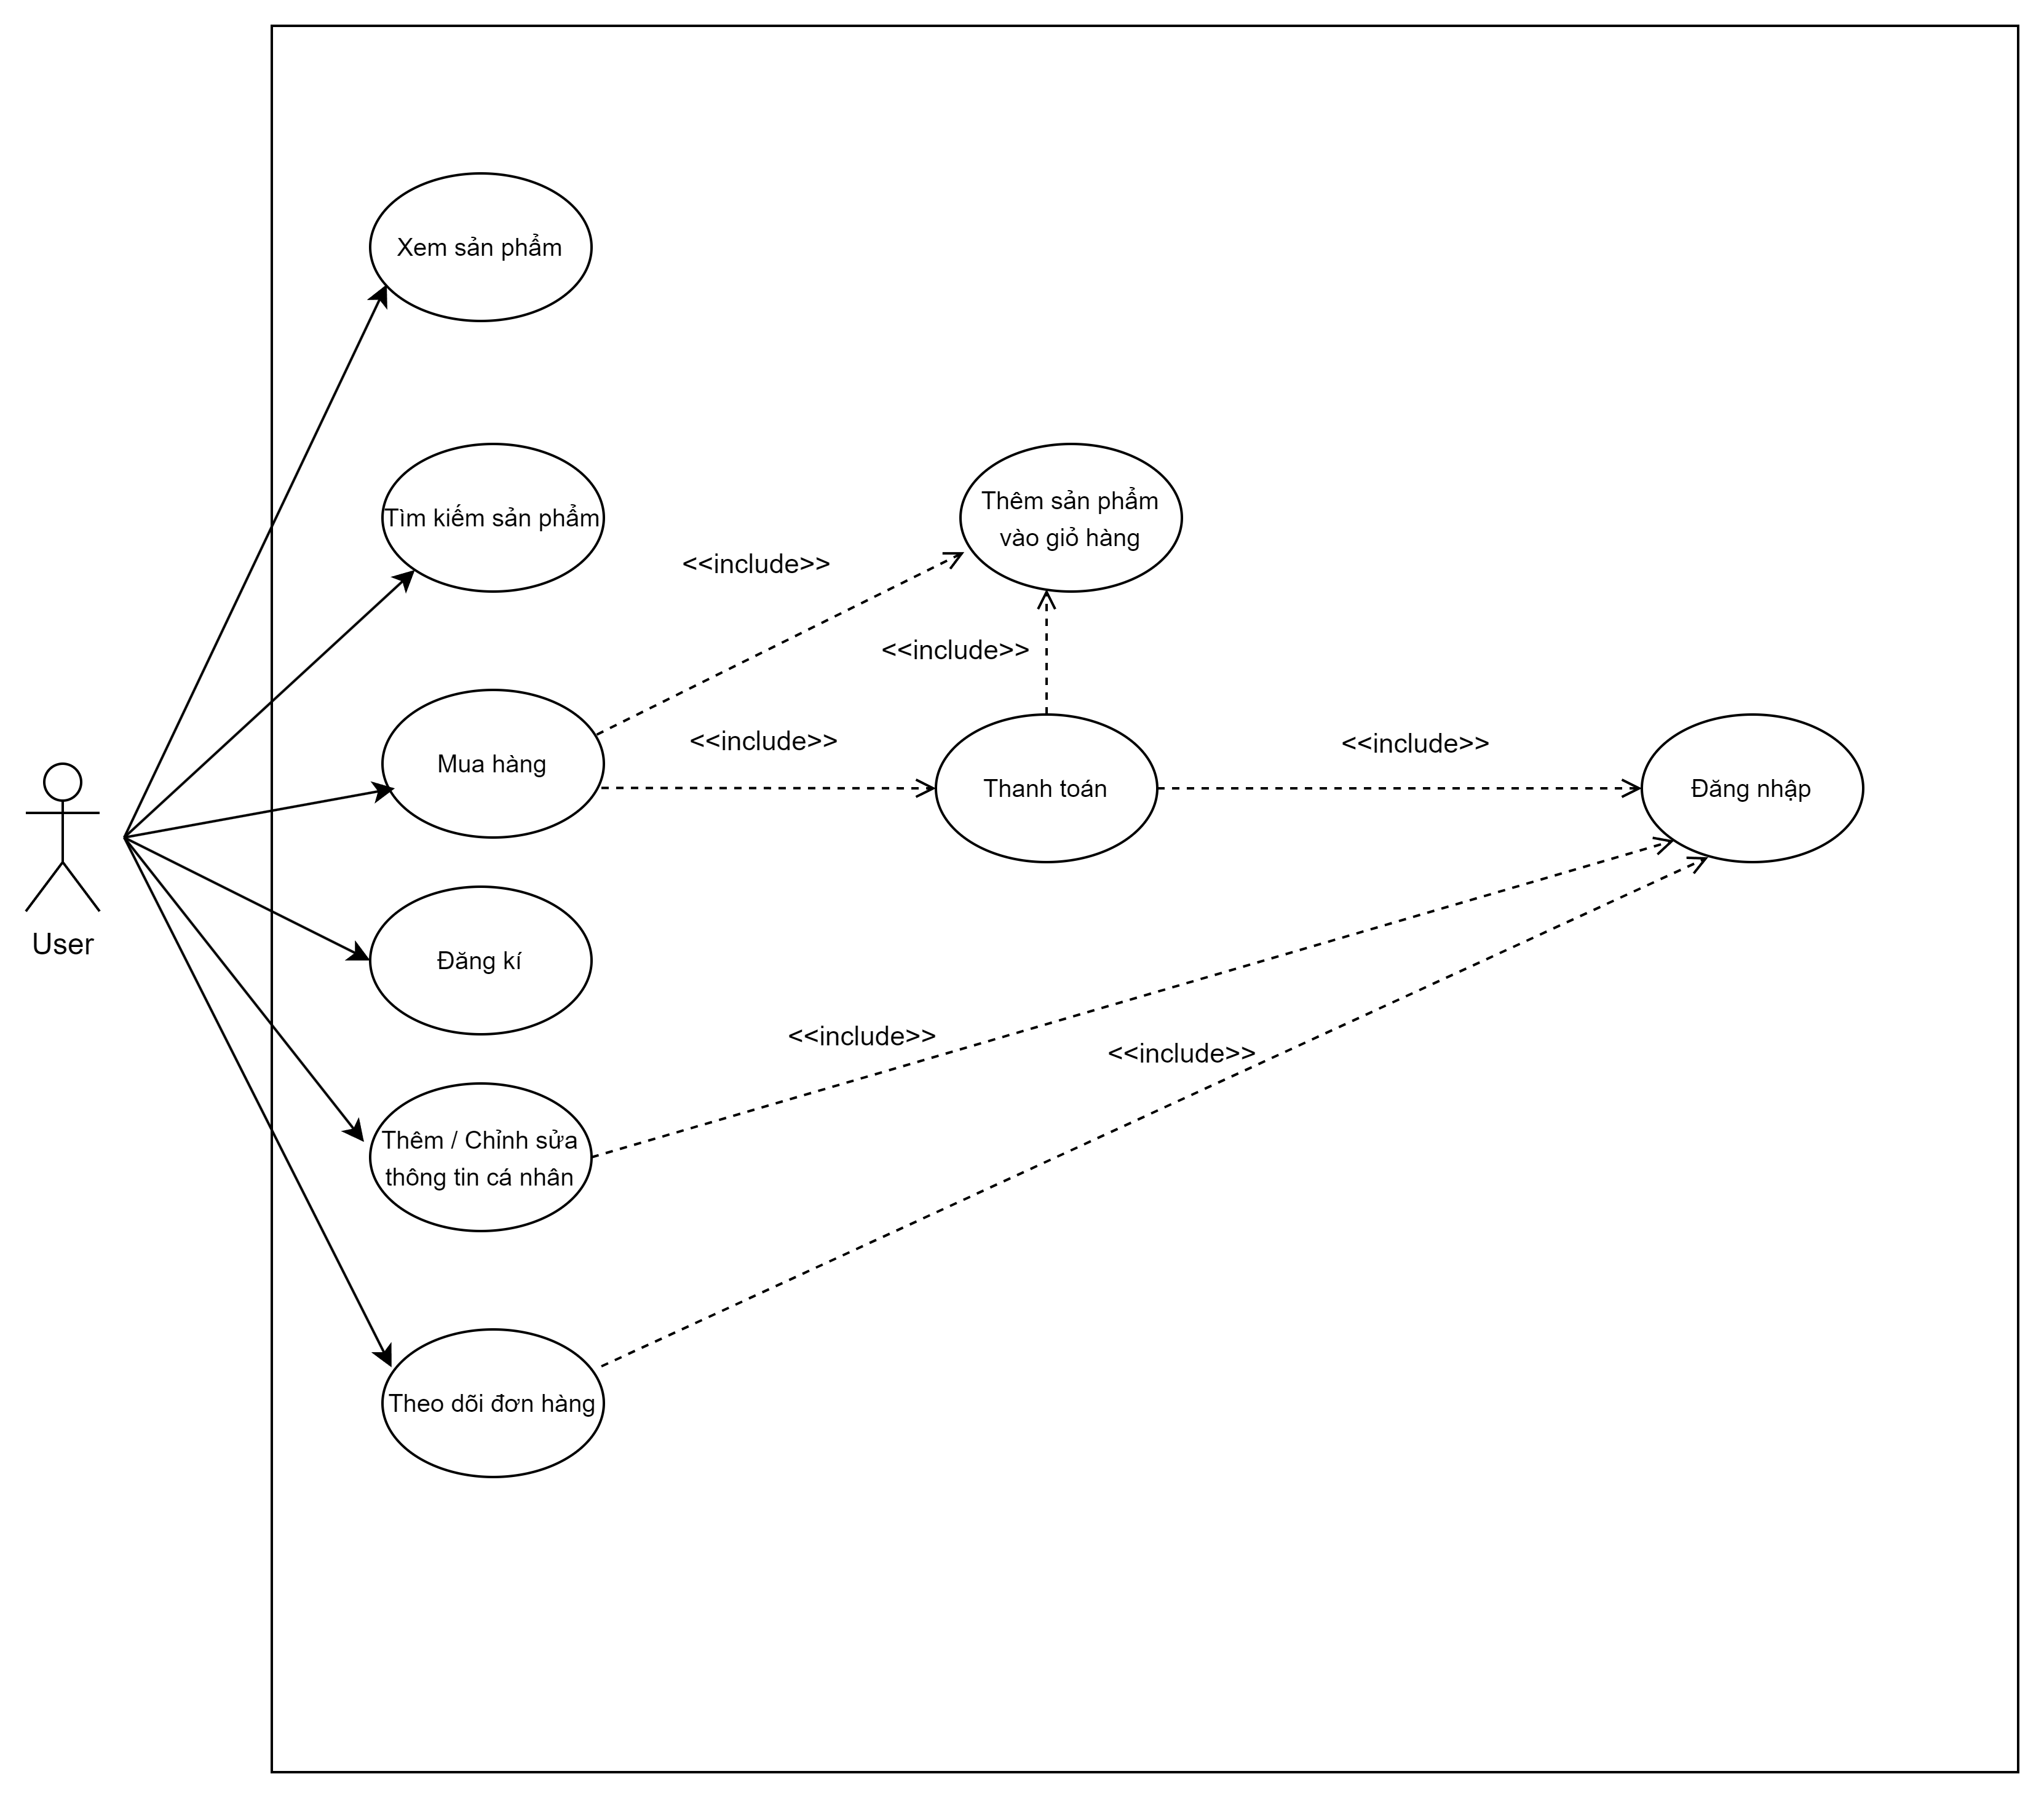 Xem sản phẩm
Tìm kiếm sản phẩm
Thêm sản phẩm
vào giỏ hàng
<<include>>
<<include>>
<<include>>
<<include>>
Mua hàng
Thanh toán
Đăng nhập
User
Đăng kí
<<include>>
<<include>>
Thêm / Chỉnh sửa
thông tin cá nhân
Theo dõi đơn hàng